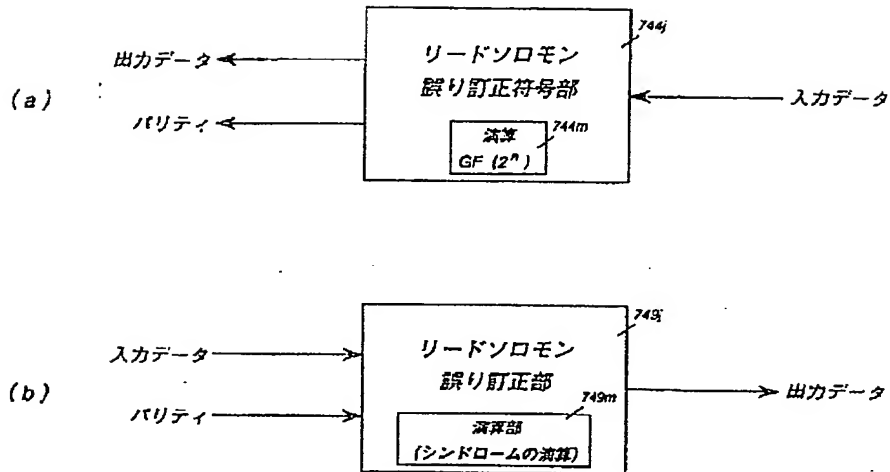 (a)
744j
リードソロモン
誤り訂正符号部
出力データ
パリティ
入力データ
演算
GF (2ⁿ)
744m
(b)
749j
リードソロモン
誤り訂正部
入力データ
パリティ
出力データ
749m
演算部
(シンドロームの演算)